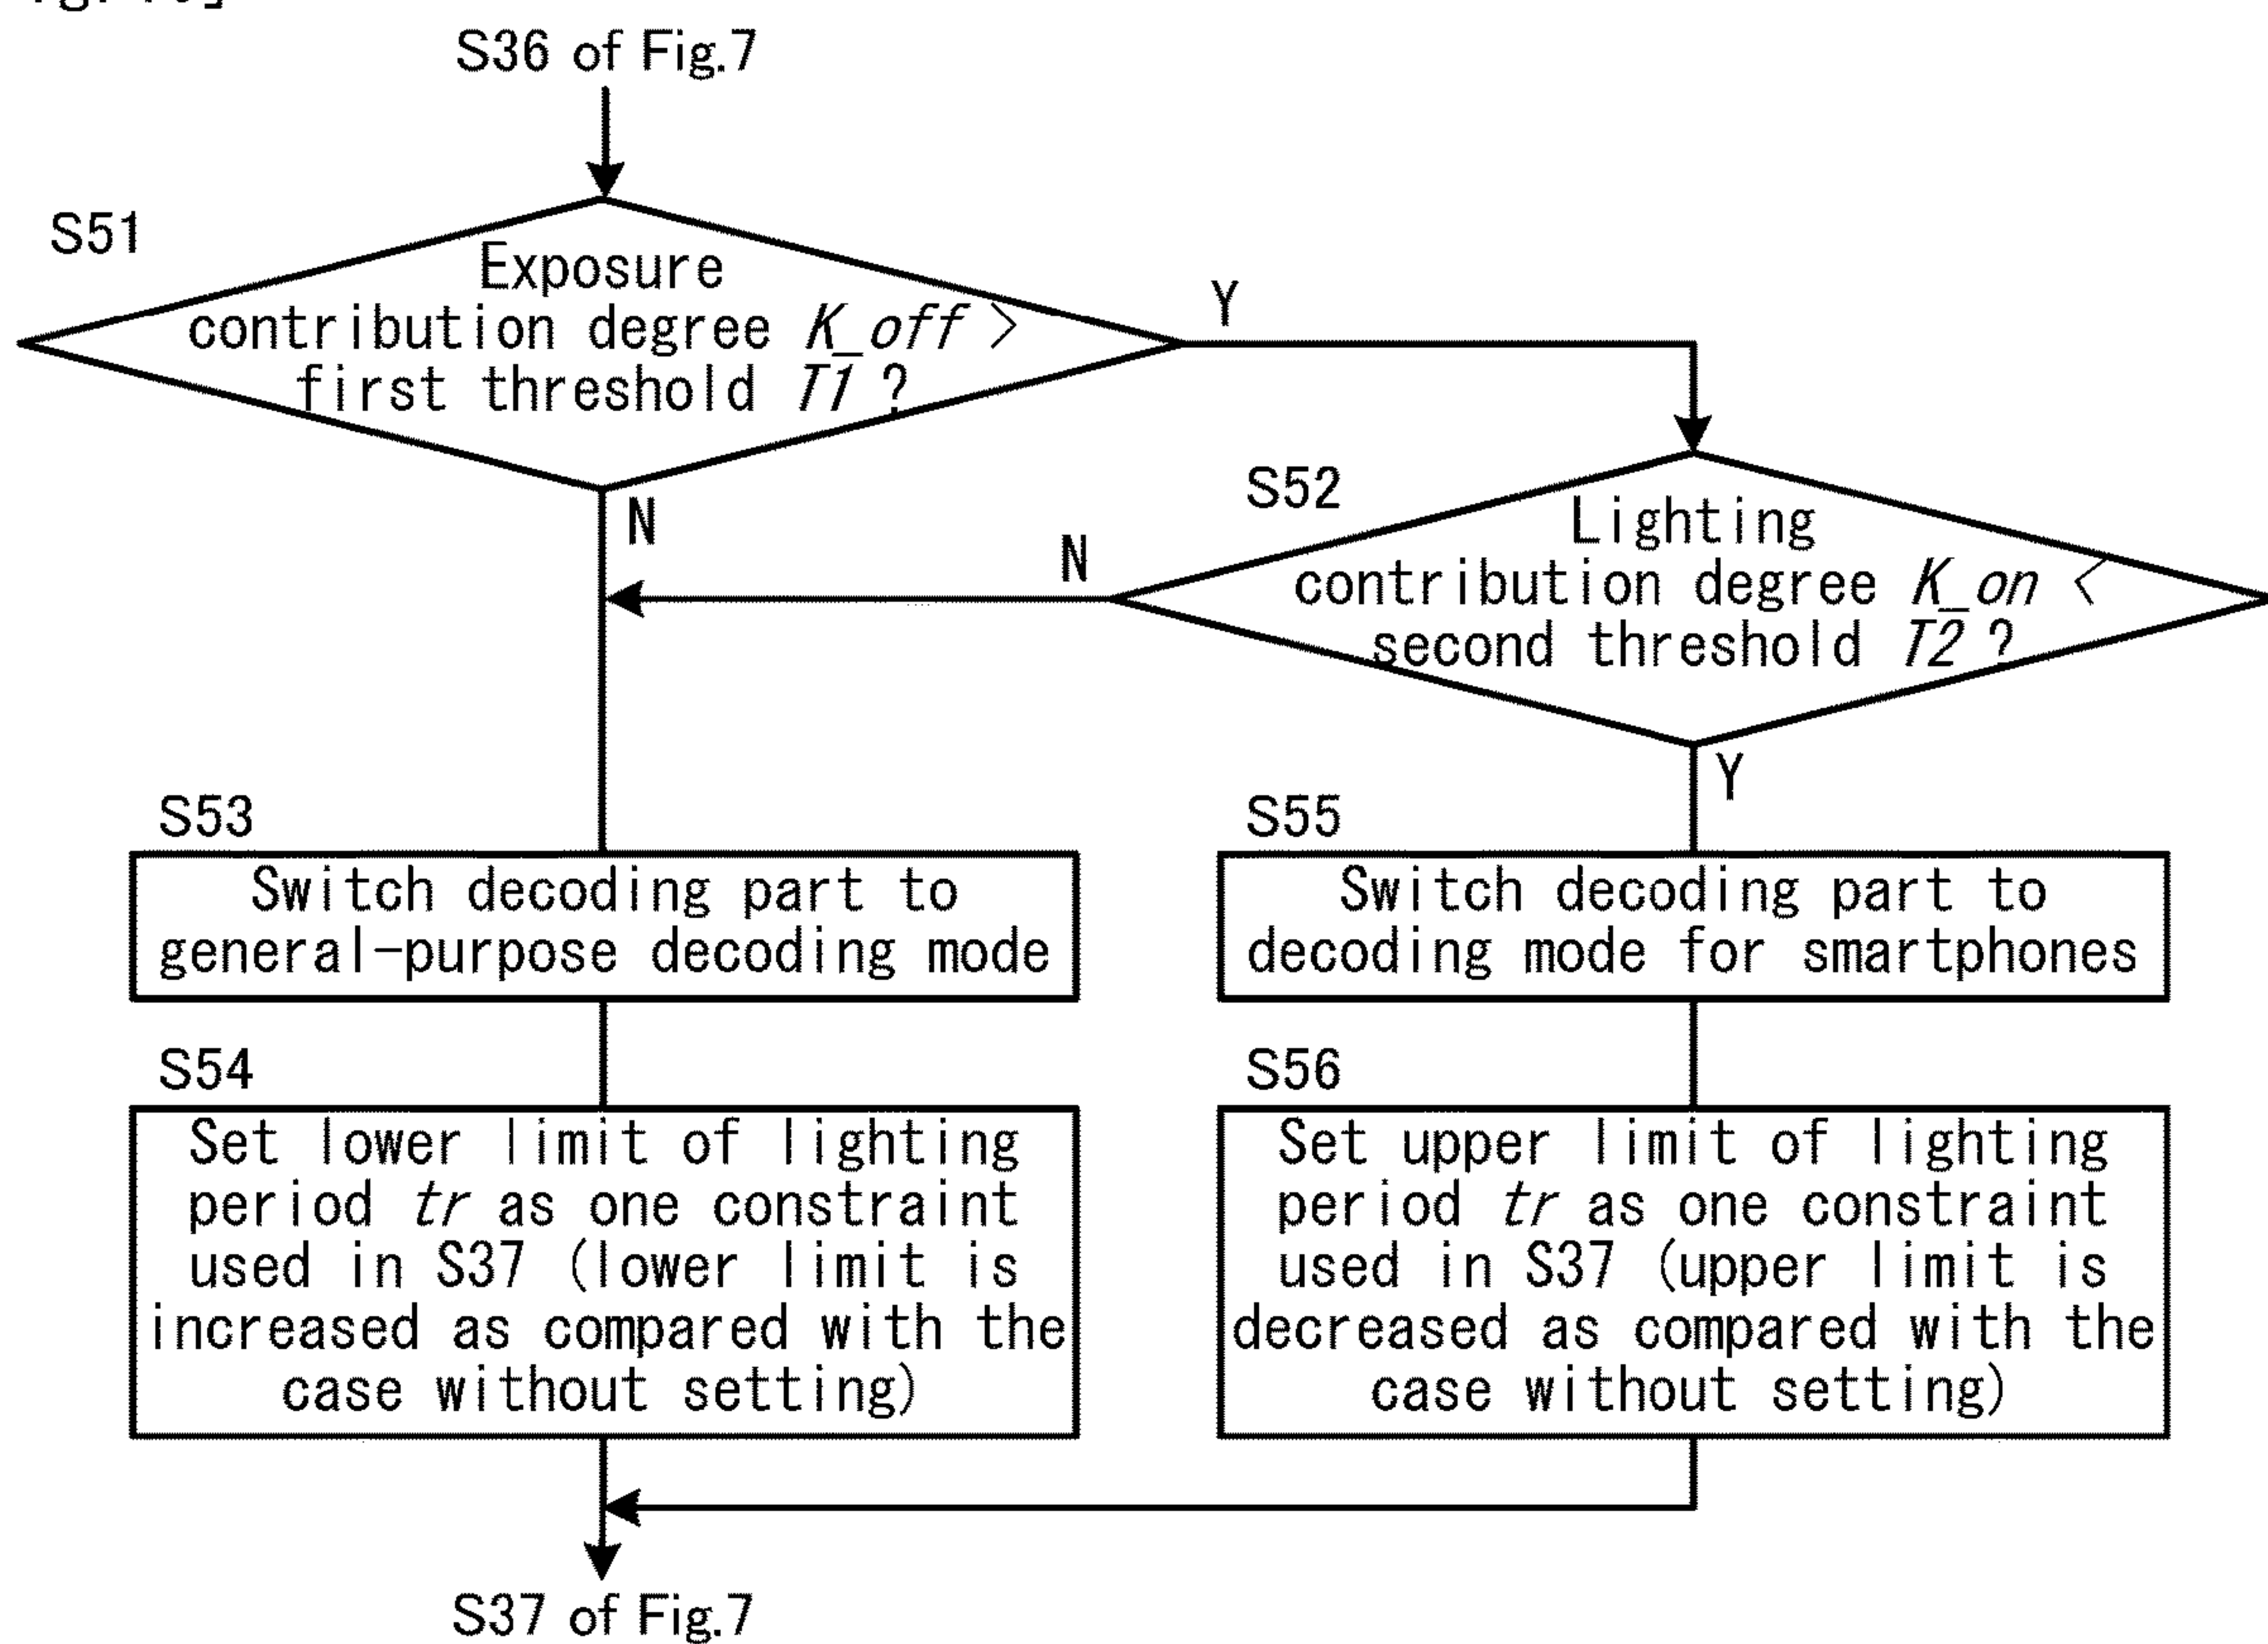 S36 of Fig.7
S51
Exposure
contribution degree K_off >
first threshold T1 ?
Y
N
S52
Lighting
contribution degree K_on <
second threshold T2 ?
N
Y
S53
Switch decoding part to
general-purpose decoding mode
S55
Switch decoding part to
decoding mode for smartphones
S54
Set lower limit of lighting
period tr as one constraint
used in S37 (lower limit is
increased as compared with the
case without setting)
S56
Set upper limit of lighting
period tr as one constraint
used in S37 (upper limit is
decreased as compared with the
case without setting)
S37 of Fig.7